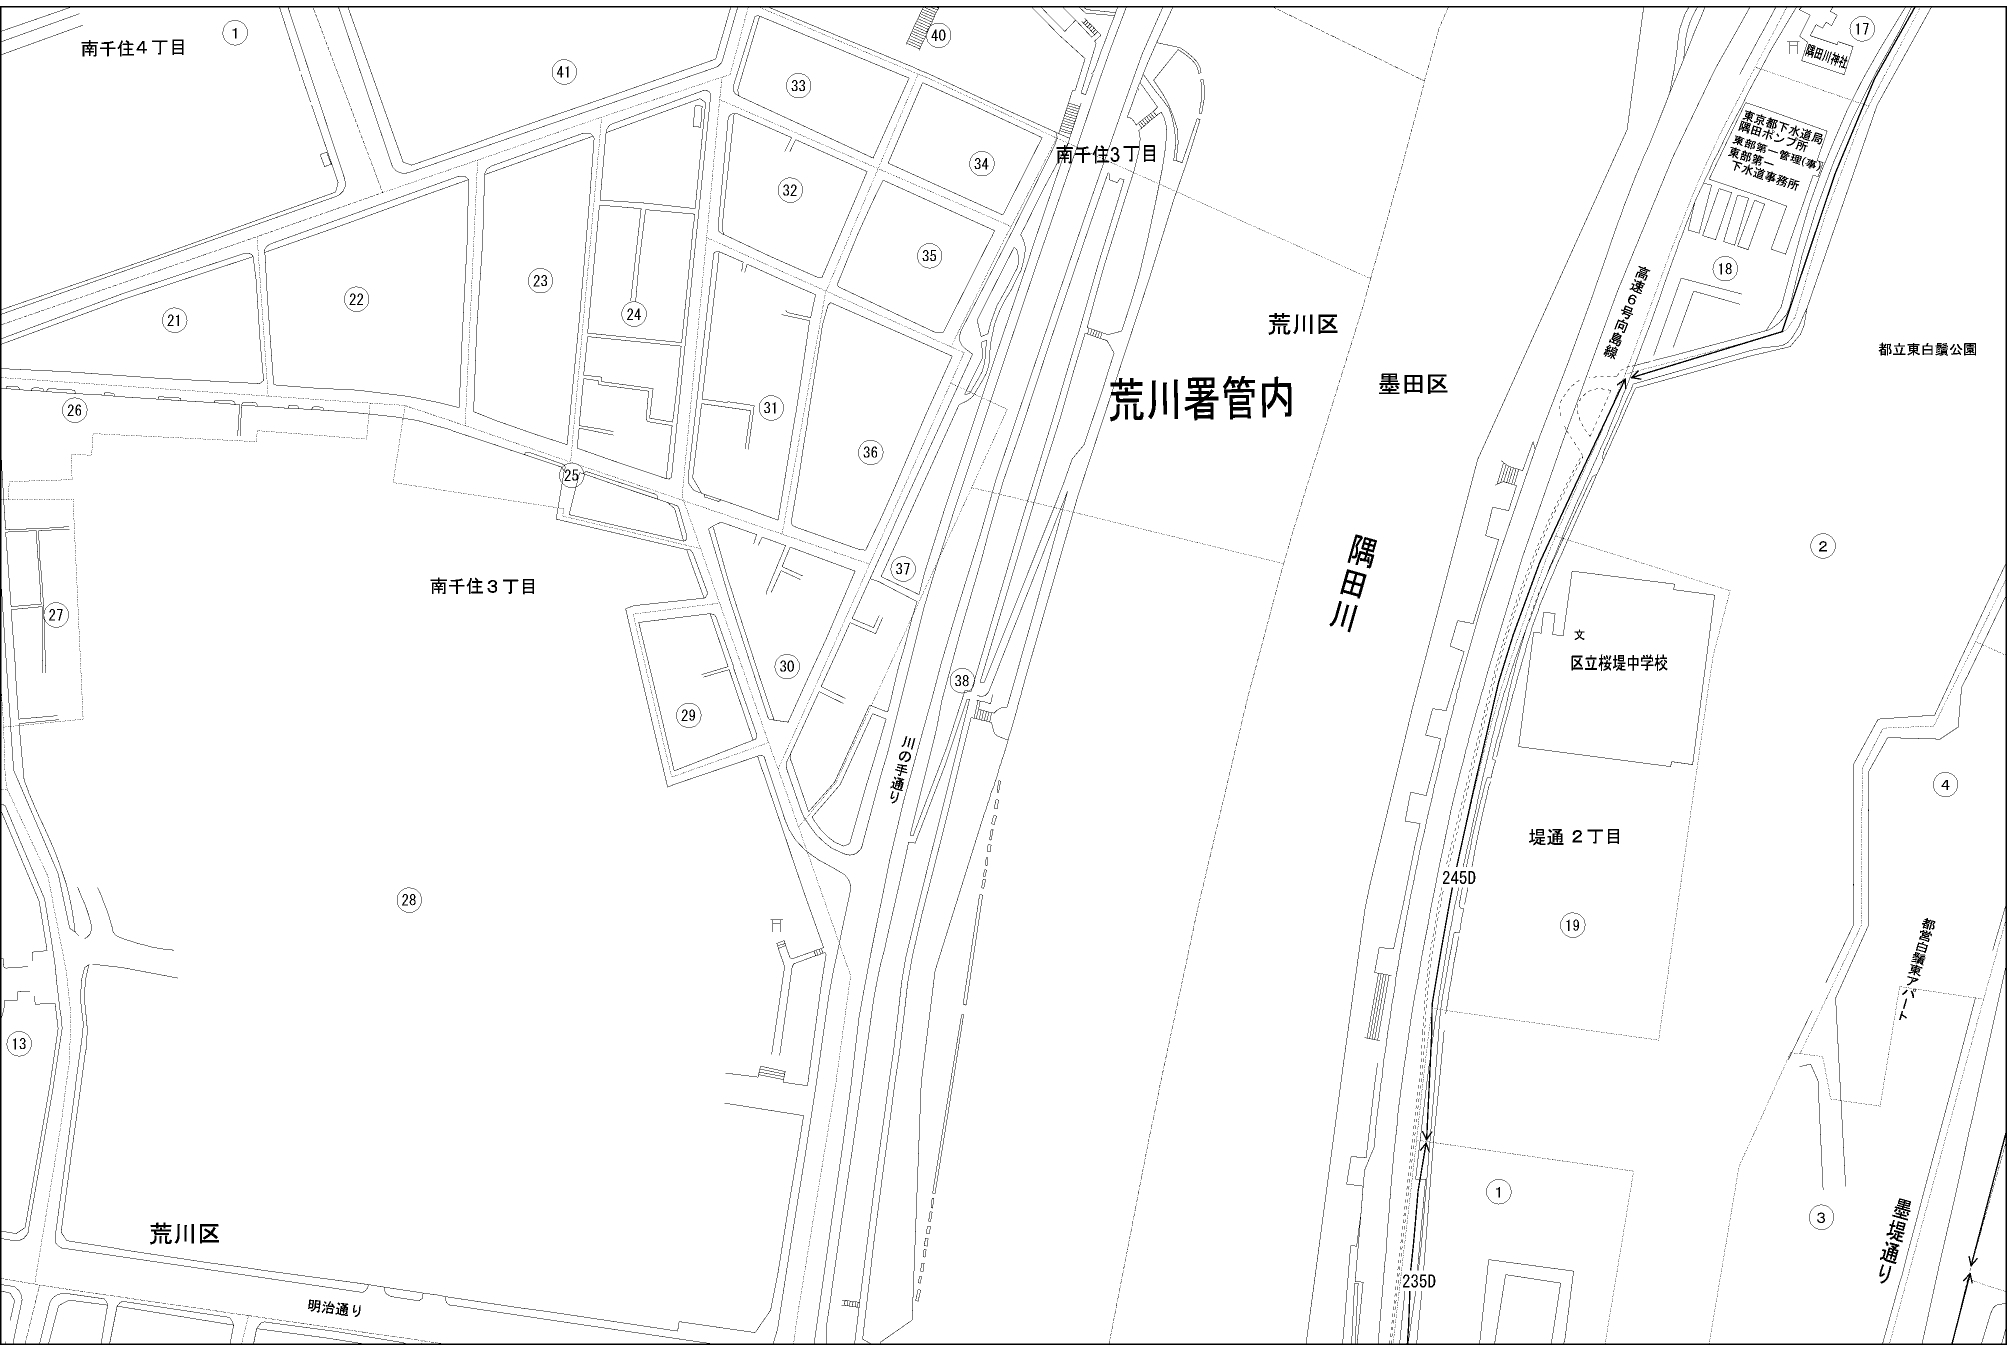 南千住４丁目
1
41
40
33
34
17
隅田川神社
東京都下水道局
隅田ポンプ所
東部第一管理(事)
東部第一
下水道事務所
南千住3丁目
32
35
18
23
22
21
24
高速６号向島線
荒川区
墨田区
都立東白鬚公園
荒川署管内
26
31
36
25
2
隅田川
37
南千住３丁目
27
文
区立桜堤中学校
30
38
29
川の手通り
4
堤通 ２丁目
245D
28
19
都営白鬚東アパート
13
1
3
荒川区
墨堤通り
235D
明治通り